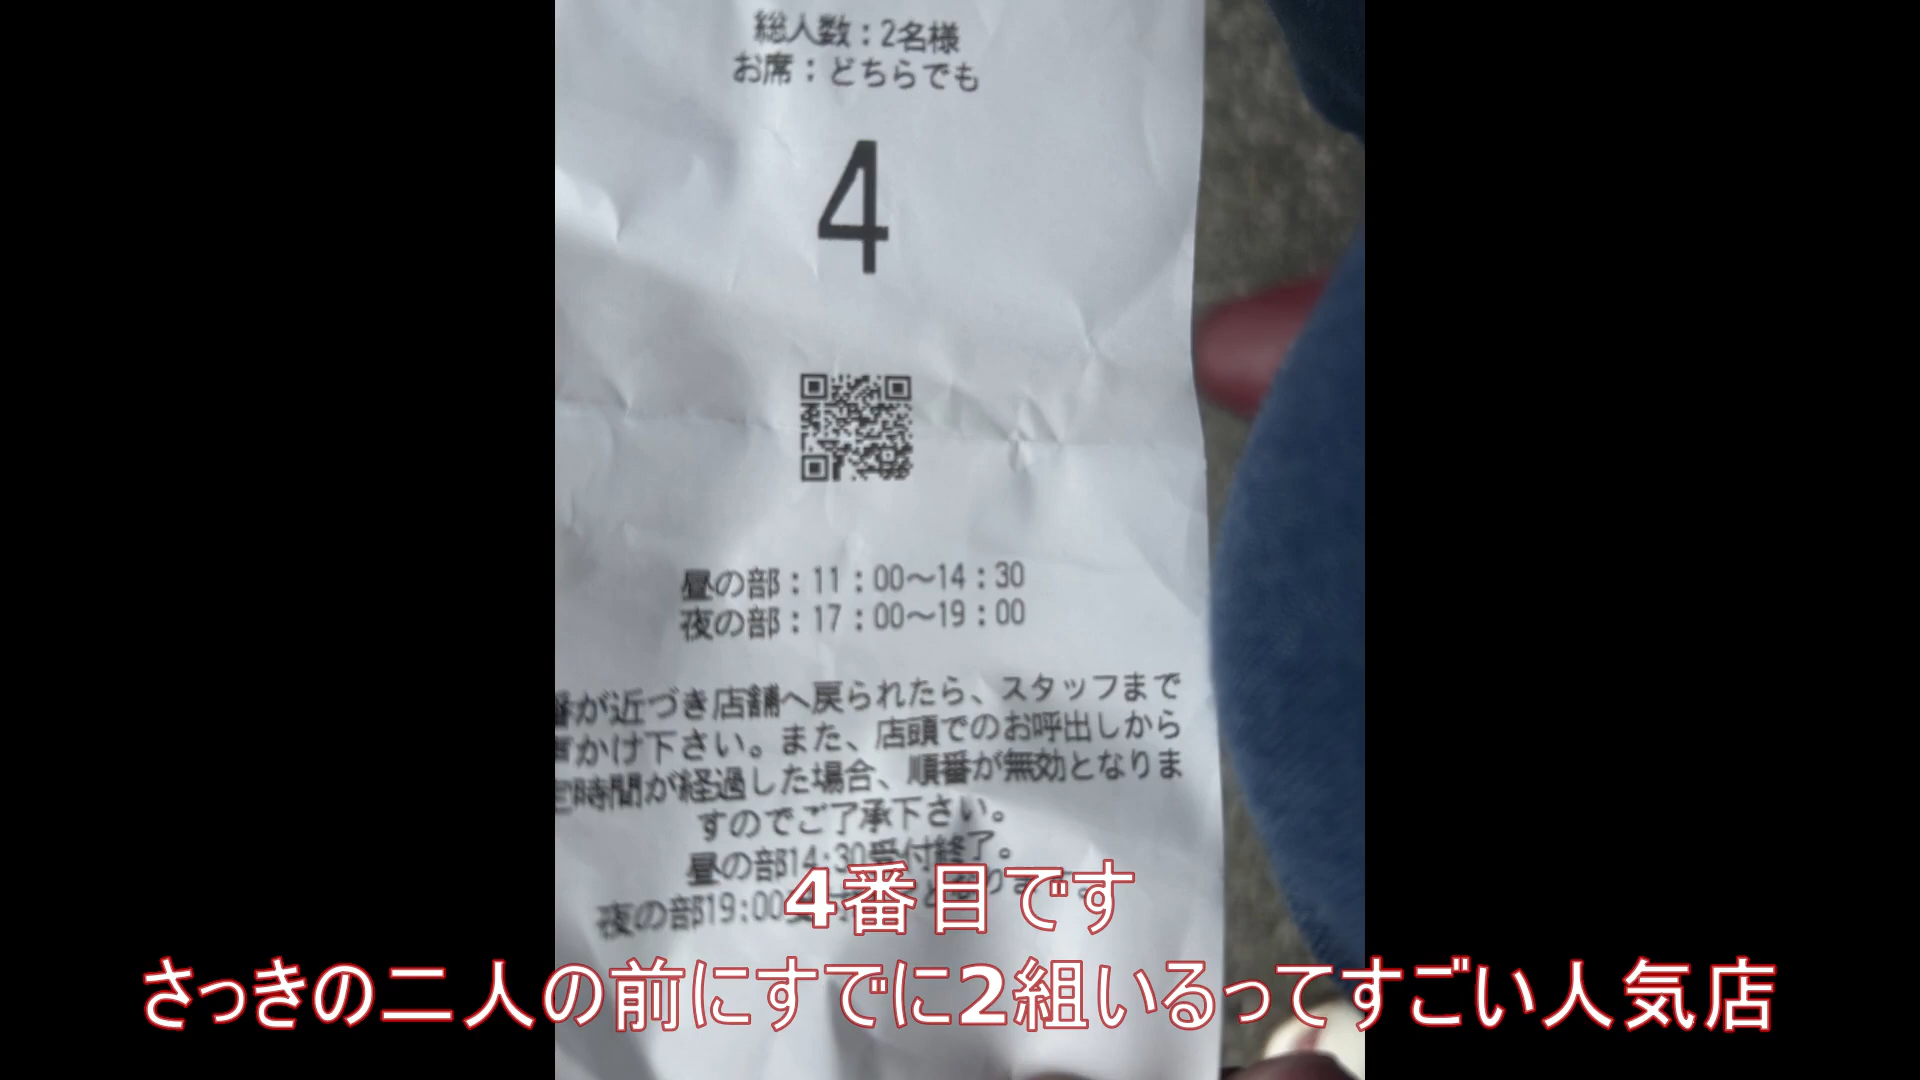 総人数：2名様
お席：どちらでも
4
昼の部：11：00～14：30
夜の部：17：00～19：00
番が近づき店舗へ戻られたら、スタッフまで
声かけ下さい。また、店頭でのお呼出しから
定時間が経過した場合、順番が無効となりま
すのでご了承下さい。
昼の部14:30受付終了。
夜の部19:00
4番目です
さっきの二人の前にすでに2組いるってすごい人気店